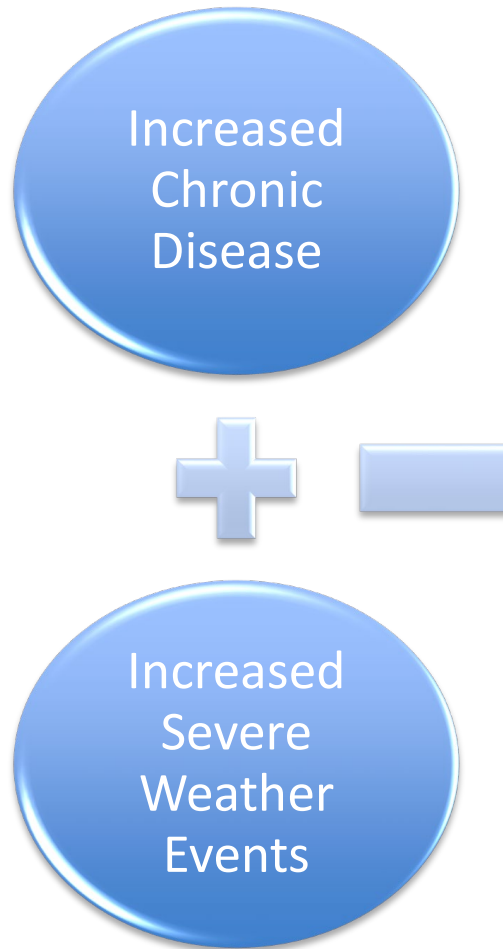 Increased
Chronic
Disease
Increased
Severe
Weather
Events